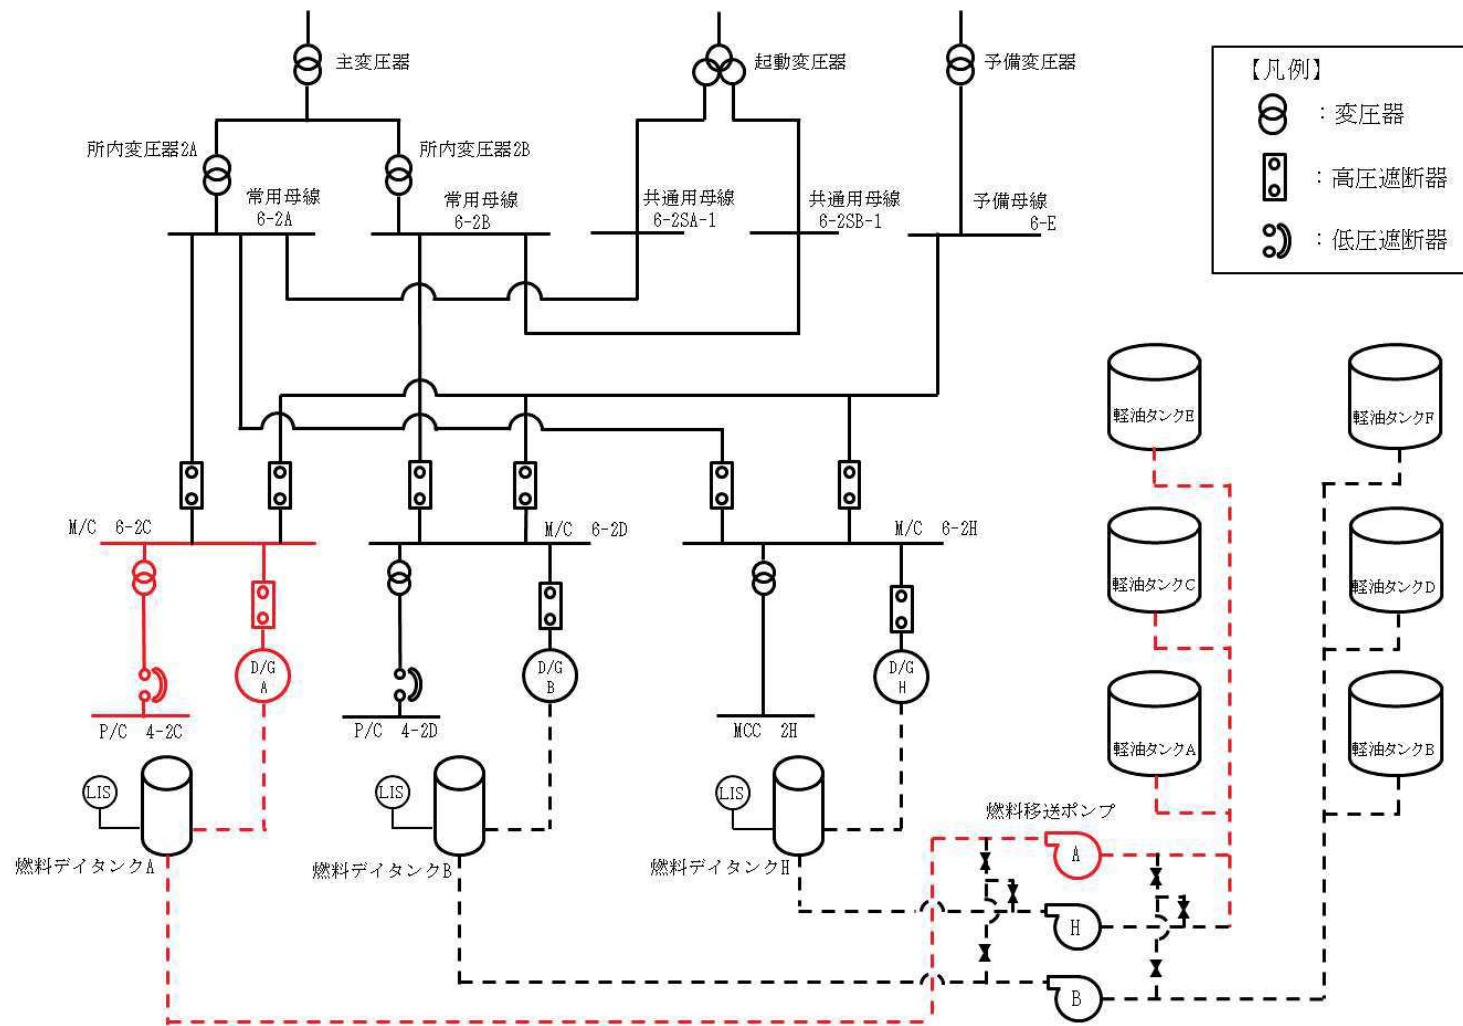 主変圧器
起動変圧器
予備変圧器
【凡例】
：変圧器
：高圧遮断器
：低圧遮断器
所内変圧器2A
所内変圧器2B
常用母線
6-2A
常用母線
6-2B
共通用母線
6-2SA-1
共通用母線
6-2SB-1
予備母線
6-E
軽油タンクE
軽油タンクF
M/C 6-2C
M/C 6-2D
M/C 6-2H
軽油タンクC
軽油タンクD
D/G
A
D/G
B
D/G
H
P/C 4-2C
P/C 4-2D
MCC 2H
軽油タンクA
軽油タンクB
LIS
LIS
LIS
燃料移送ポンプ
燃料デイタンクA
燃料デイタンクB
燃料デイタンクH
A
H
B